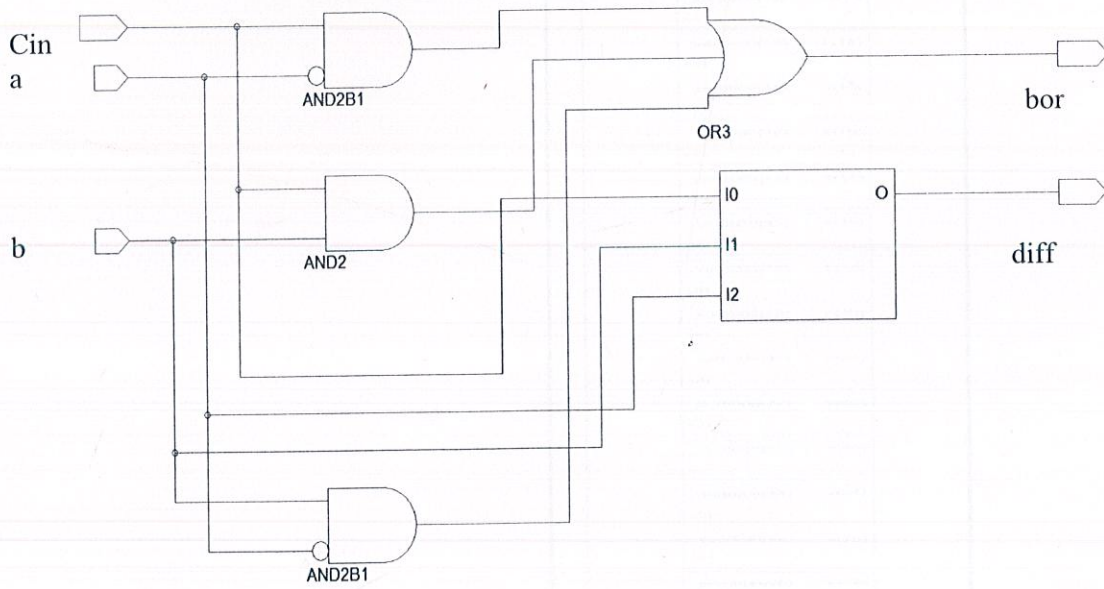 Cin
a
AND2B1
OR3
bor
I0
O
b
AND2
I1
diff
I2
AND2B1